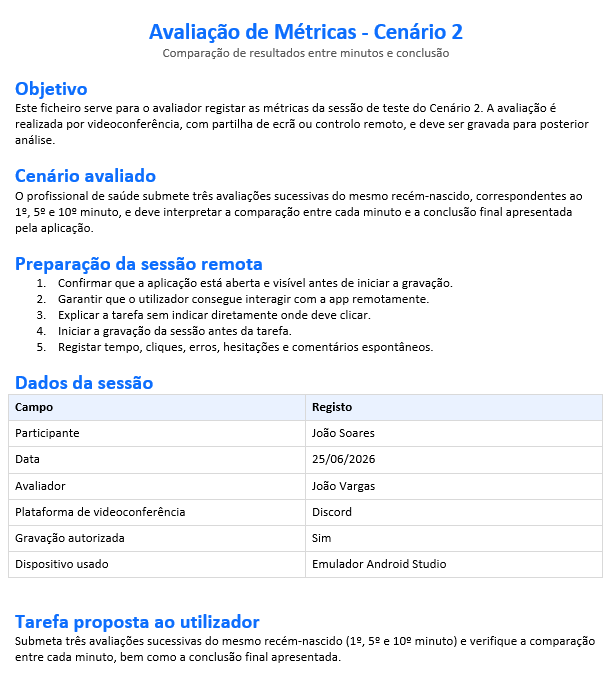 Avaliação de Métricas - Cenário 2
Comparação de resultados entre minutos e conclusão
Objetivo
Este ficheiro serve para o avaliador registar as métricas da sessão de teste do Cenário 2. A avaliação é
realizada por videoconferência, com partilha de ecrã ou controlo remoto, e deve ser gravada para posterior
análise.
Cenário avaliado
O profissional de saúde submete três avaliações sucessivas do mesmo recém-nascido, correspondentes ao
1º, 5º e 10º minuto, e deve interpretar a comparação entre cada minuto e a conclusão final apresentada
pela aplicação.
Preparação da sessão remota
1. Confirmar que a aplicação está aberta e visível antes de iniciar a gravação.
2. Garantir que o utilizador consegue interagir com a app remotamente.
3. Explicar a tarefa sem indicar diretamente onde deve clicar.
4. Iniciar a gravação da sessão antes da tarefa.
5. Registar tempo, cliques, erros, hesitações e comentários espontâneos.
Dados da sessão
Campo Registo
Participante João Soares
Data 25/06/2026
Avaliador João Vargas
Plataforma de videoconferência Discord
Gravação autorizada Sim
Dispositivo usado Emulador Android Studio
Tarefa proposta ao utilizador
Submeta três avaliações sucessivas do mesmo recém-nascido (1º, 5º e 10º minuto) e verifique a comparação
entre cada minuto, bem como a conclusão final apresentada.